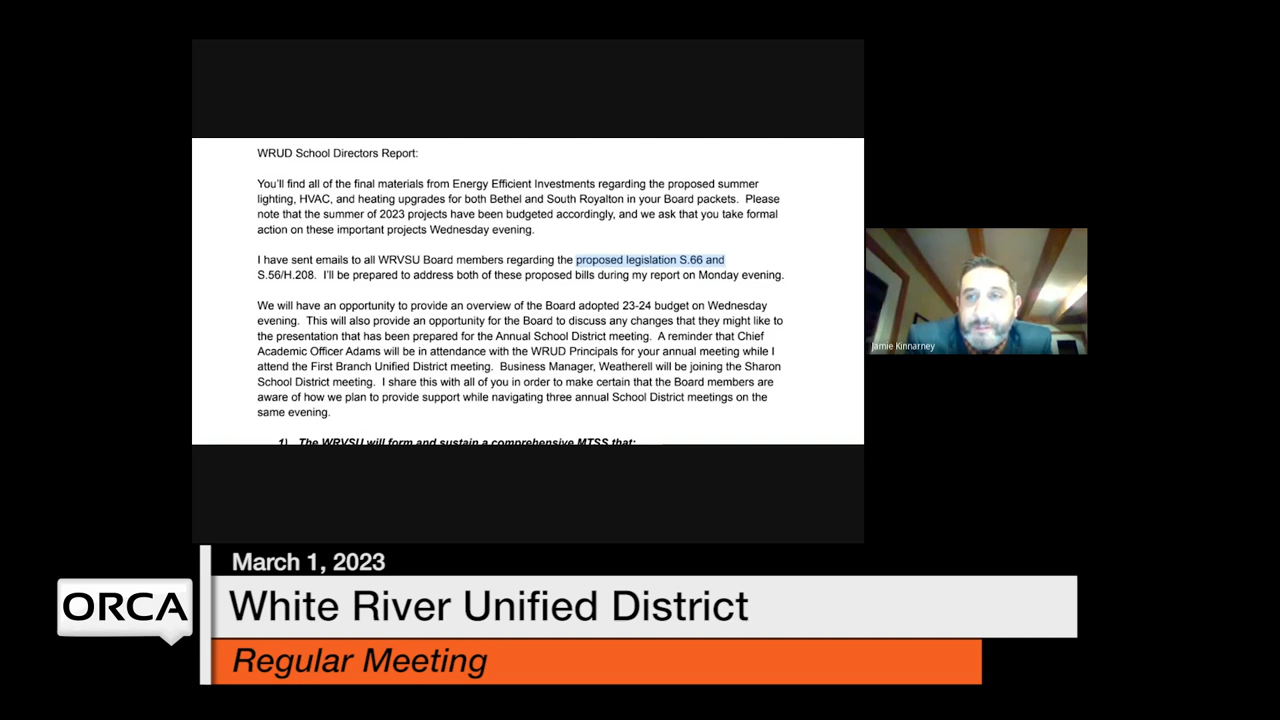 WRUD School Directors Report:
You'll find all of the final materials from Energy Efficient Investments regarding the proposed summer
lighting, HVAC, and heating upgrades for both Bethel and South Royalton in your Board packets. Please
note that the summer of 2023 projects have been budgeted accordingly, and we ask that you take formal
action on these important projects Wednesday evening.
I have sent emails to all WRVSU Board members regarding the proposed legislation S.66 and
S.56/H.208. I'll be prepared to address both of these proposed bills during my report on Monday evening.
We will have an opportunity to provide an overview of the Board adopted 23-24 budget on Wednesday
evening. This will also provide an opportunity for the Board to discuss any changes that they might like to
the presentation that has been prepared for the Annual School District meeting. A reminder that Chief
Academic Officer Adams will be in attendance with the WRUD Principals for your annual meeting while I
attend the First Branch Unified District meeting. Business Manager, Weatherell will be joining the Sharon
School District meeting. I share this with all of you in order to make certain that the Board members are
aware of how we plan to provide support while navigating three annual School District meetings on the
same evening.
1) The WRVSU will form and sustain a comprehensive MTSS that:
Jamie Kinnarney
March 1, 2023
ORCA
White River Unified District
Regular Meeting